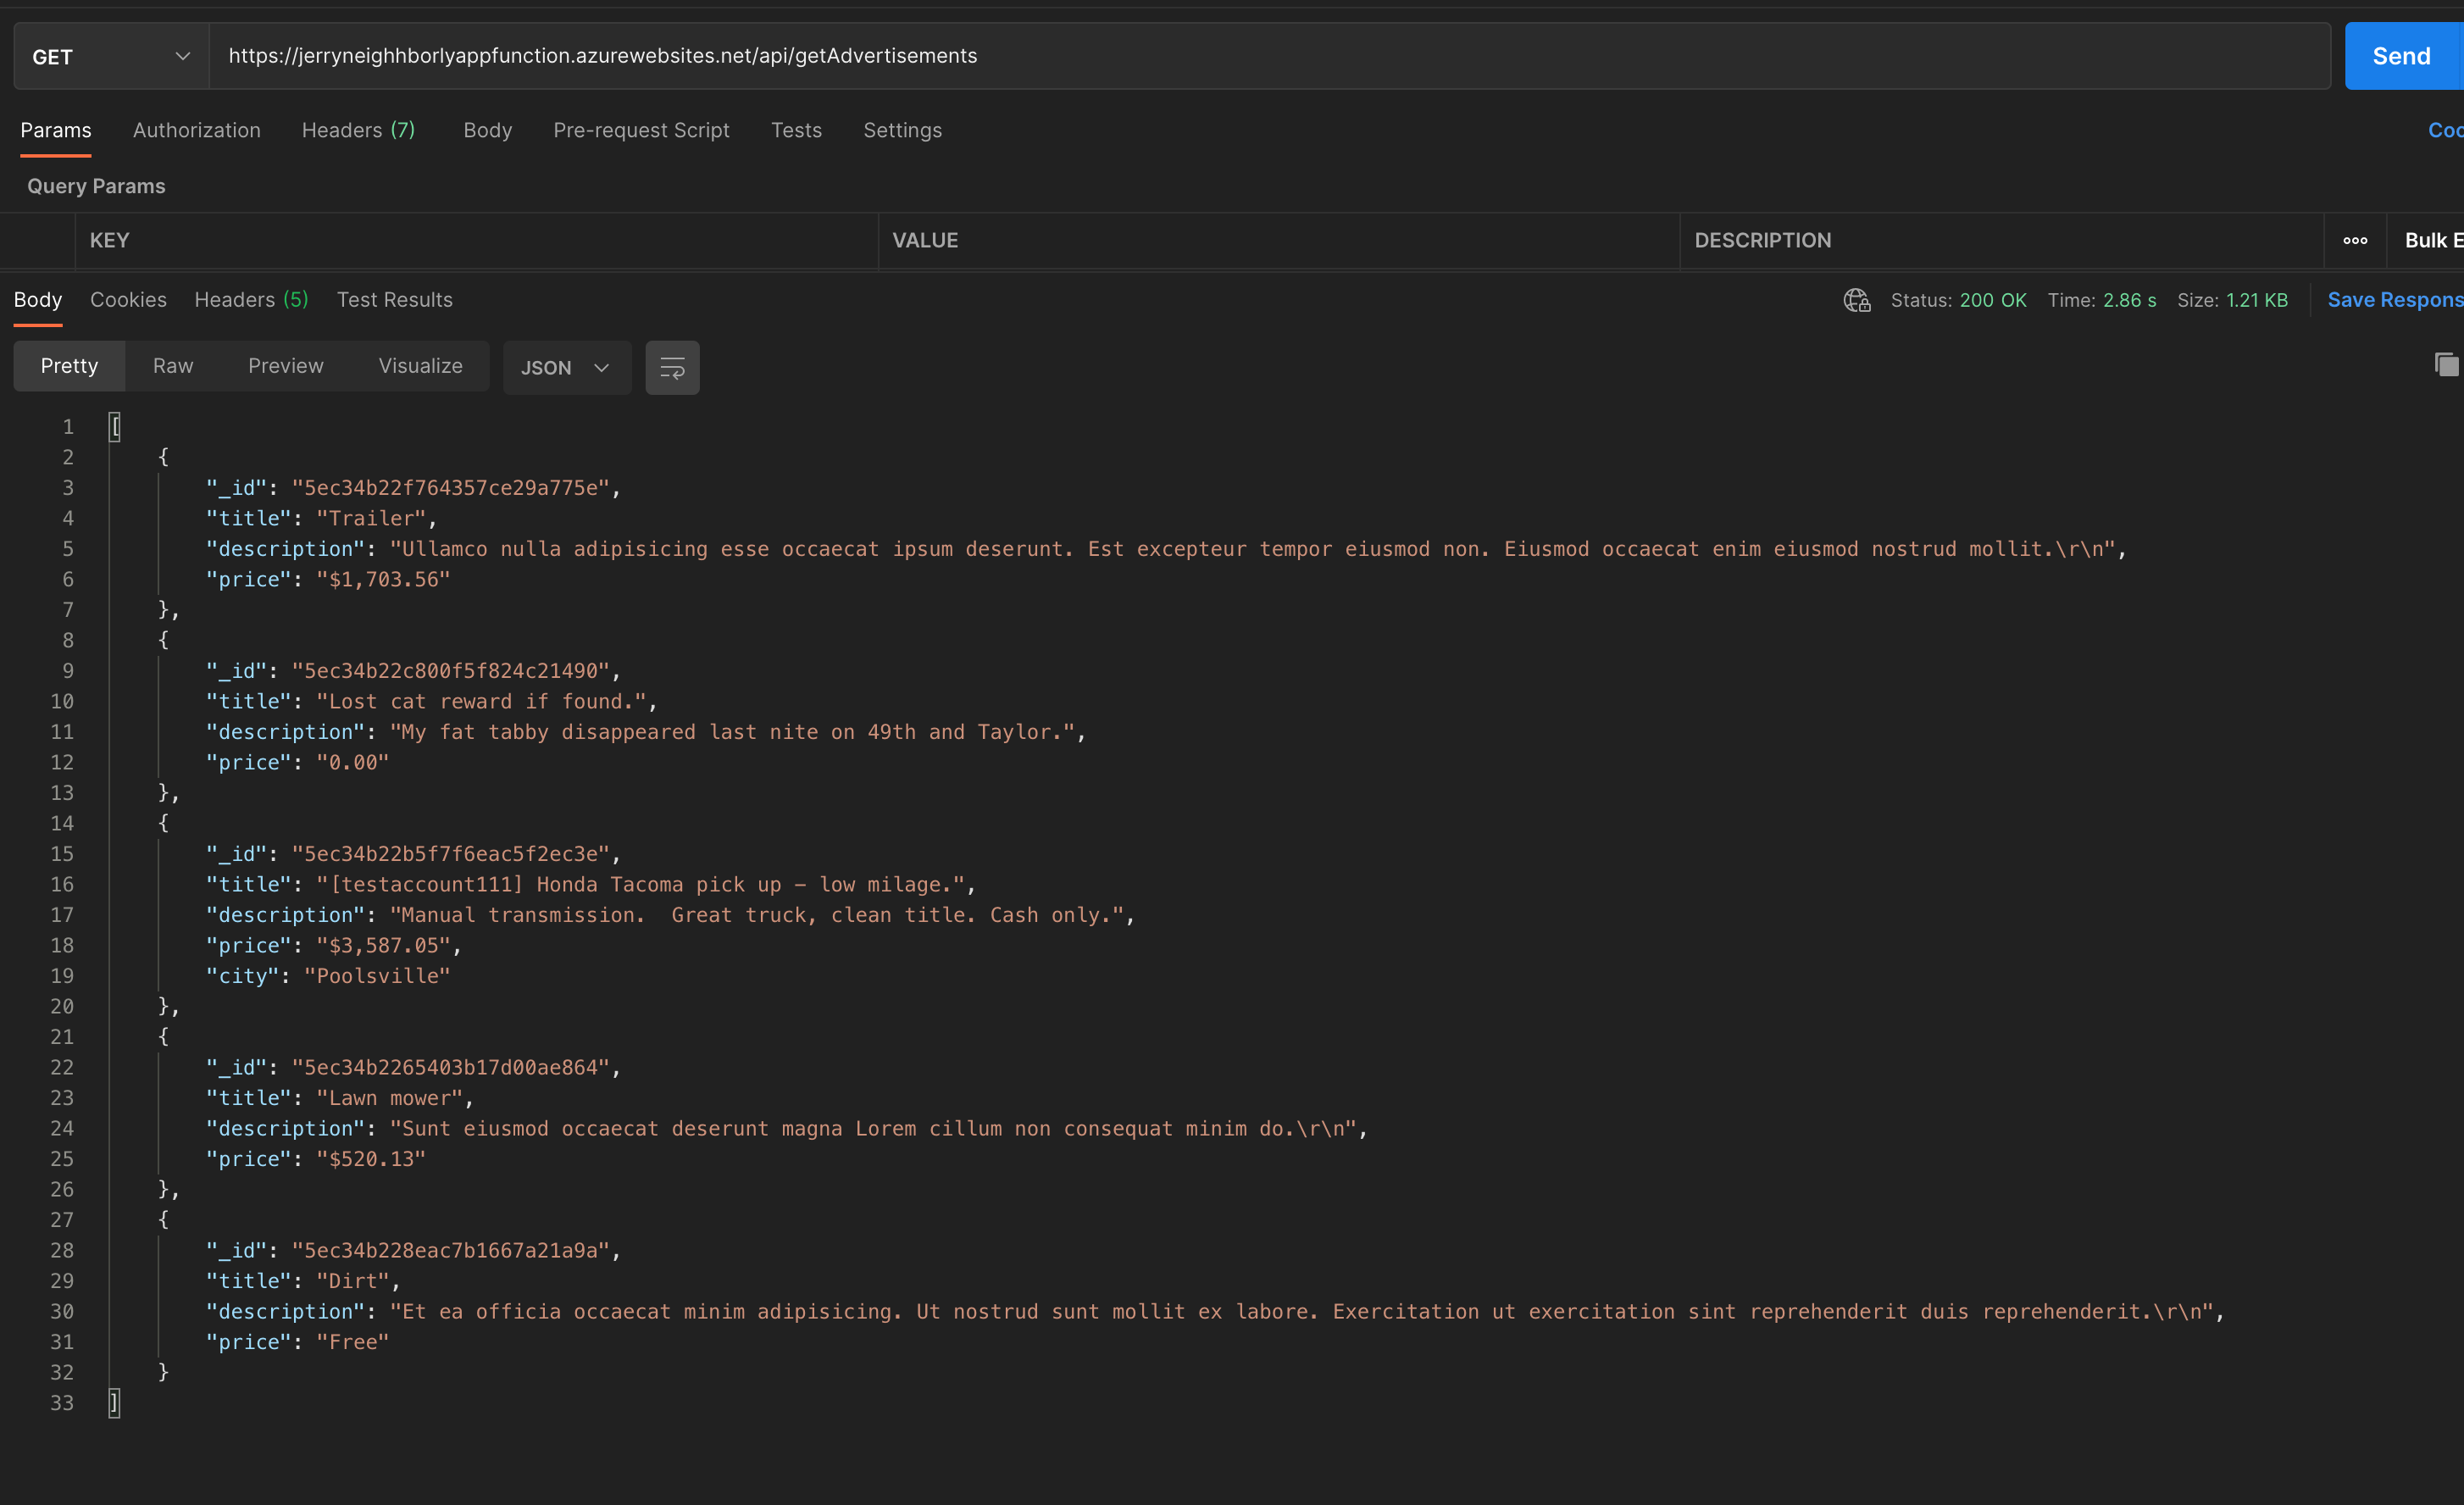 GET https://jerryneighhborlyappfunction.azurewebsites.net/api/getAdvertisements Send
Params Authorization Headers (7) Body Pre-request Script Tests Settings Coo
Query Params
KEY VALUE DESCRIPTION ooo Bulk E
Body Cookies Headers (5) Test Results Status: 200 OK Time: 2.86 s Size: 1.21 KB Save Respons
Pretty Raw Preview Visualize JSON
1 [
2 {
3 "_id": "5ec34b22f764357ce29a775e",
4 "title": "Trailer",
5 "description": "Ullamco nulla adipisicing esse occaecat ipsum deserunt. Est excepteur tempor eiusmod non. Eiusmod occaecat enim eiusmod nostrud mollit.\r\n",
6 "price": "$1,703.56"
7 },
8 {
9 "_id": "5ec34b22c800f5f824c21490",
10 "title": "Lost cat reward if found.",
11 "description": "My fat tabby disappeared last nite on 49th and Taylor.",
12 "price": "0.00"
13 },
14 {
15 "_id": "5ec34b22b5f7f6eac5f2ec3e",
16 "title": "[testaccount111] Honda Tacoma pick up – low milage.",
17 "description": "Manual transmission.  Great truck, clean title. Cash only.",
18 "price": "$3,587.05",
19 "city": "Poolsville"
20 },
21 {
22 "_id": "5ec34b2265403b17d00ae864",
23 "title": "Lawn mower",
24 "description": "Sunt eiusmod occaecat deserunt magna Lorem cillum non consequat minim do.\r\n",
25 "price": "$520.13"
26 },
27 {
28 "_id": "5ec34b228eac7b1667a21a9a",
29 "title": "Dirt",
30 "description": "Et ea officia occaecat minim adipisicing. Ut nostrud sunt mollit ex labore. Exercitation ut exercitation sint reprehenderit duis reprehenderit.\r\n",
31 "price": "Free"
32 }
33 ]